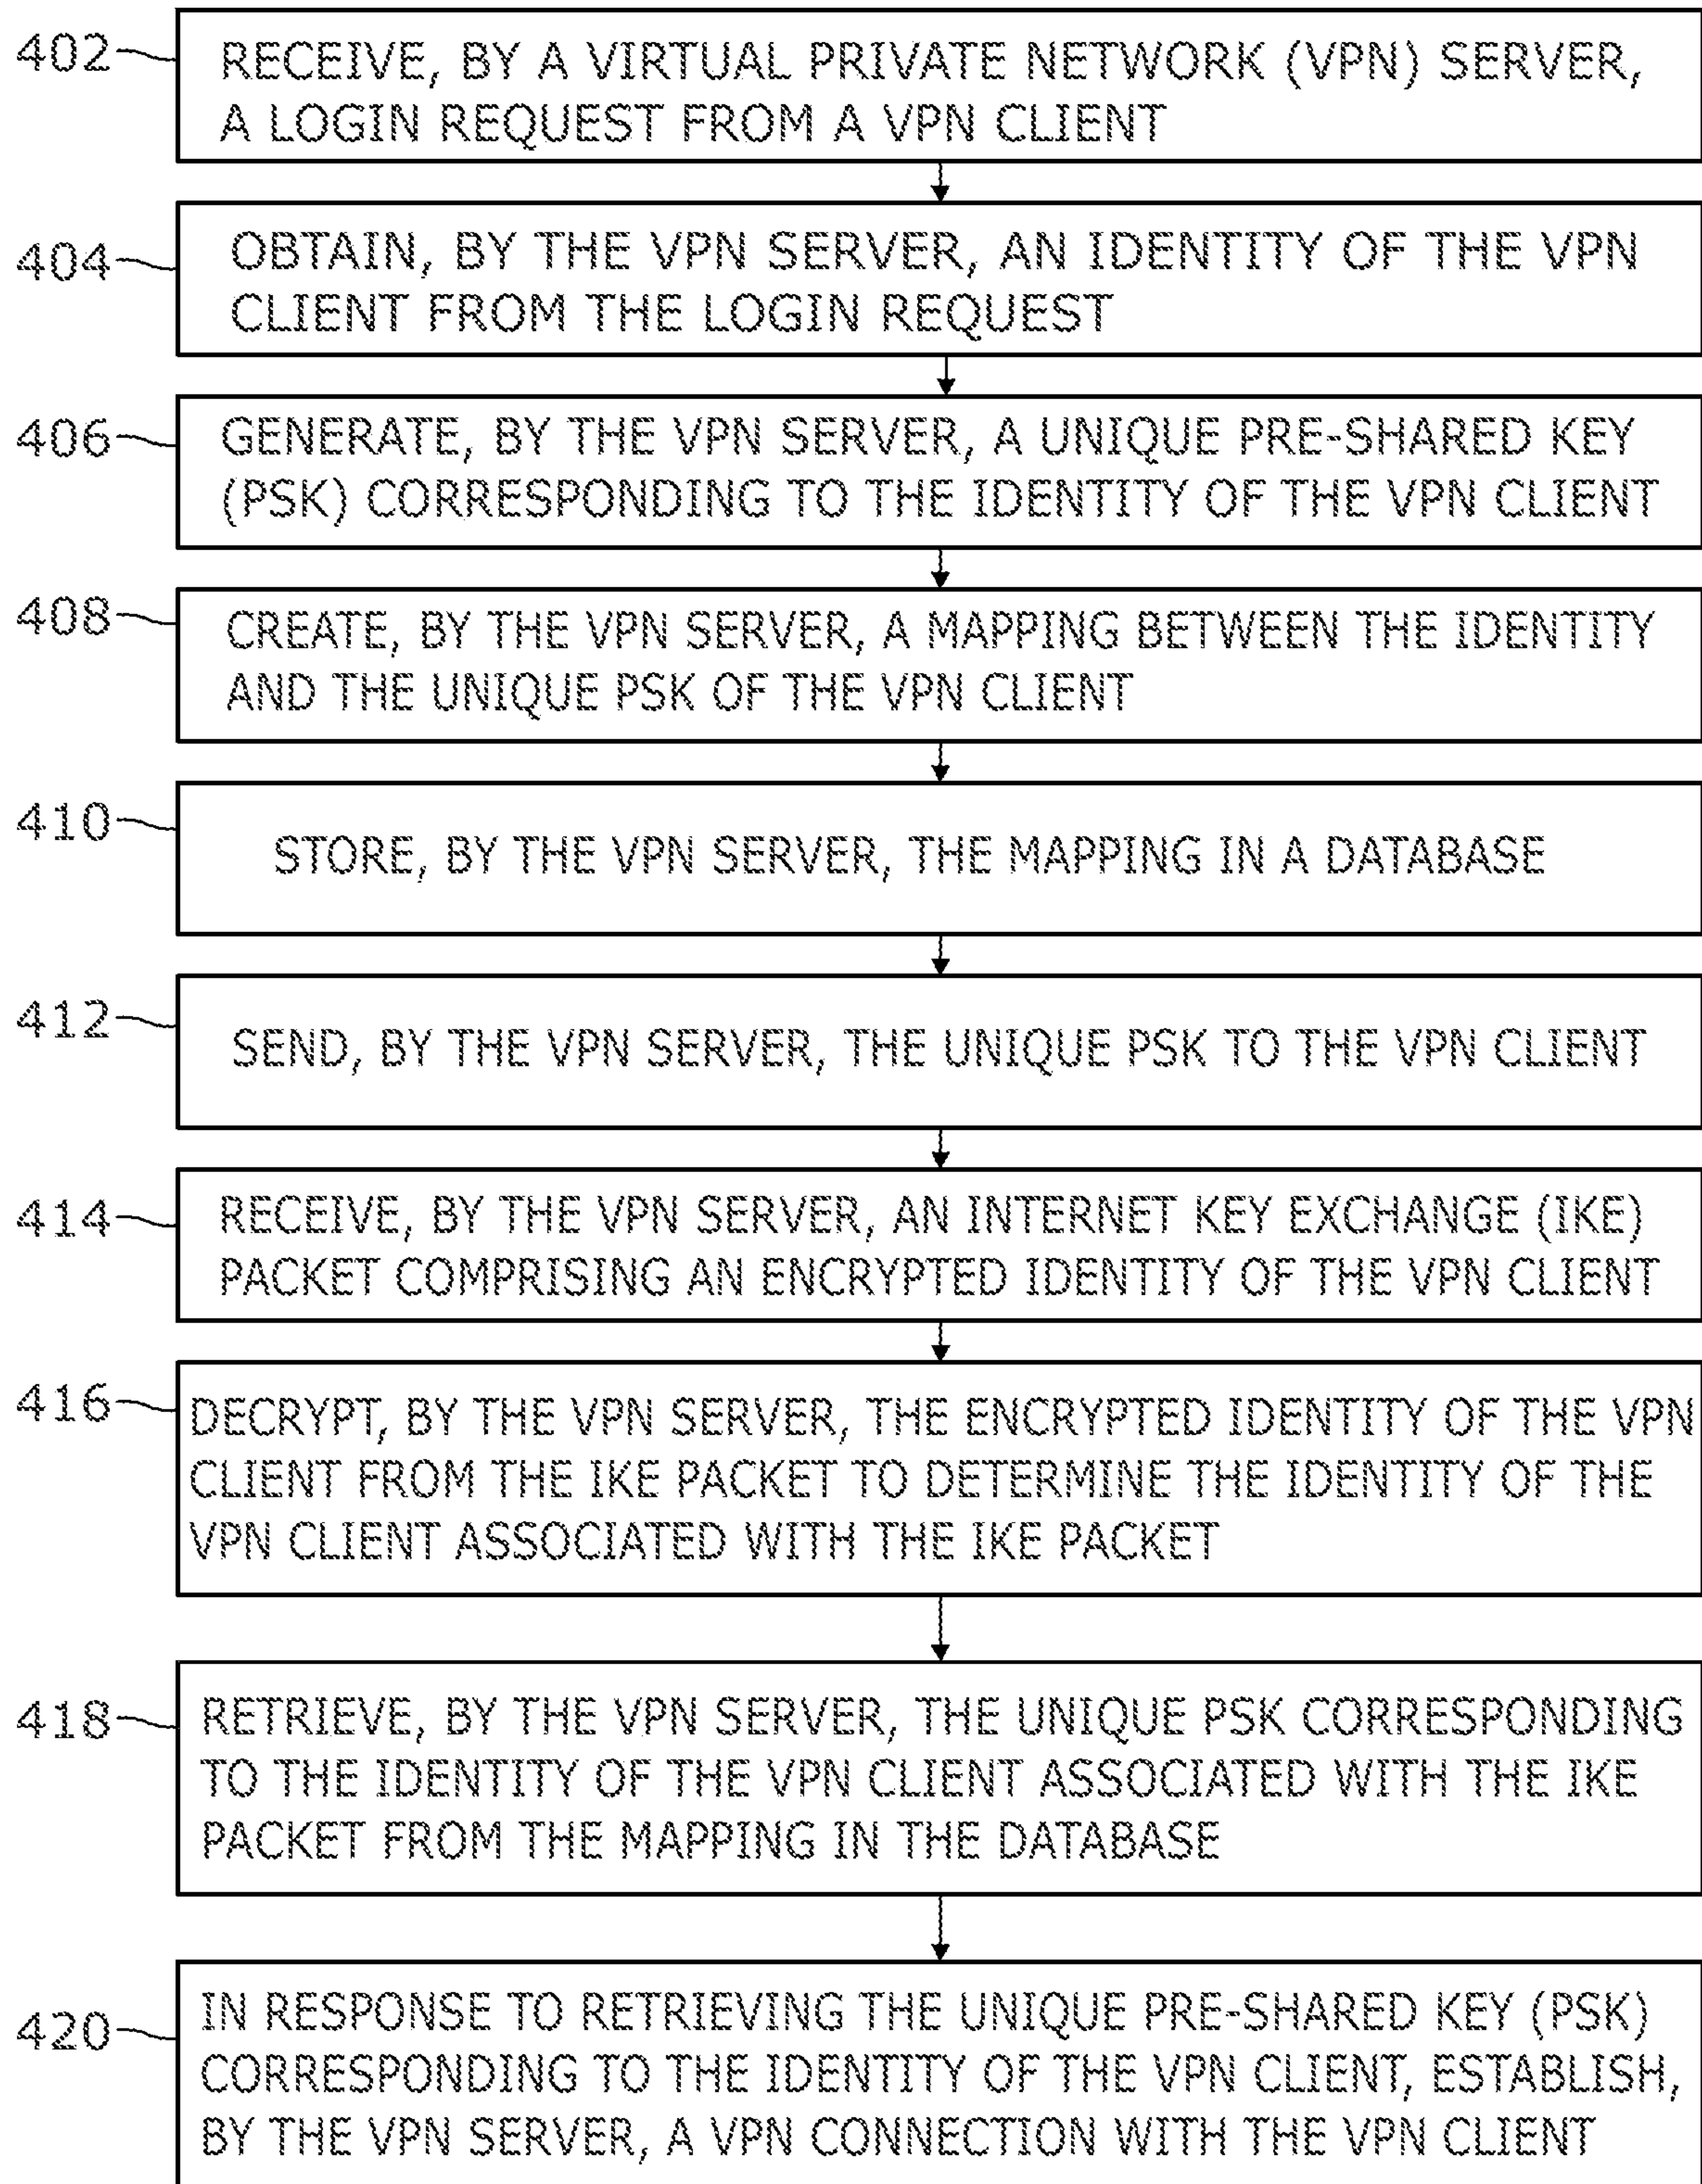 402
RECEIVE, BY A VIRTUAL PRIVATE NETWORK (VPN) SERVER,
A LOGIN REQUEST FROM A VPN CLIENT
404
OBTAIN, BY THE VPN SERVER, AN IDENTITY OF THE VPN
CLIENT FROM THE LOGIN REQUEST
406
GENERATE, BY THE VPN SERVER, A UNIQUE PRE-SHARED KEY
(PSK) CORRESPONDING TO THE IDENTITY OF THE VPN CLIENT
408
CREATE, BY THE VPN SERVER, A MAPPING BETWEEN THE IDENTITY
AND THE UNIQUE PSK OF THE VPN CLIENT
410
STORE, BY THE VPN SERVER, THE MAPPING IN A DATABASE
412
SEND, BY THE VPN SERVER, THE UNIQUE PSK TO THE VPN CLIENT
414
RECEIVE, BY THE VPN SERVER, AN INTERNET KEY EXCHANGE (IKE)
PACKET COMPRISING AN ENCRYPTED IDENTITY OF THE VPN CLIENT
416
DECRYPT, BY THE VPN SERVER, THE ENCRYPTED IDENTITY OF THE VPN
CLIENT FROM THE IKE PACKET TO DETERMINE THE IDENTITY OF THE
VPN CLIENT ASSOCIATED WITH THE IKE PACKET
418
RETRIEVE, BY THE VPN SERVER, THE UNIQUE PSK CORRESPONDING
TO THE IDENTITY OF THE VPN CLIENT ASSOCIATED WITH THE IKE
PACKET FROM THE MAPPING IN THE DATABASE
420
IN RESPONSE TO RETRIEVING THE UNIQUE PRE-SHARED KEY (PSK)
CORRESPONDING TO THE IDENTITY OF THE VPN CLIENT, ESTABLISH,
BY THE VPN SERVER, A VPN CONNECTION WITH THE VPN CLIENT